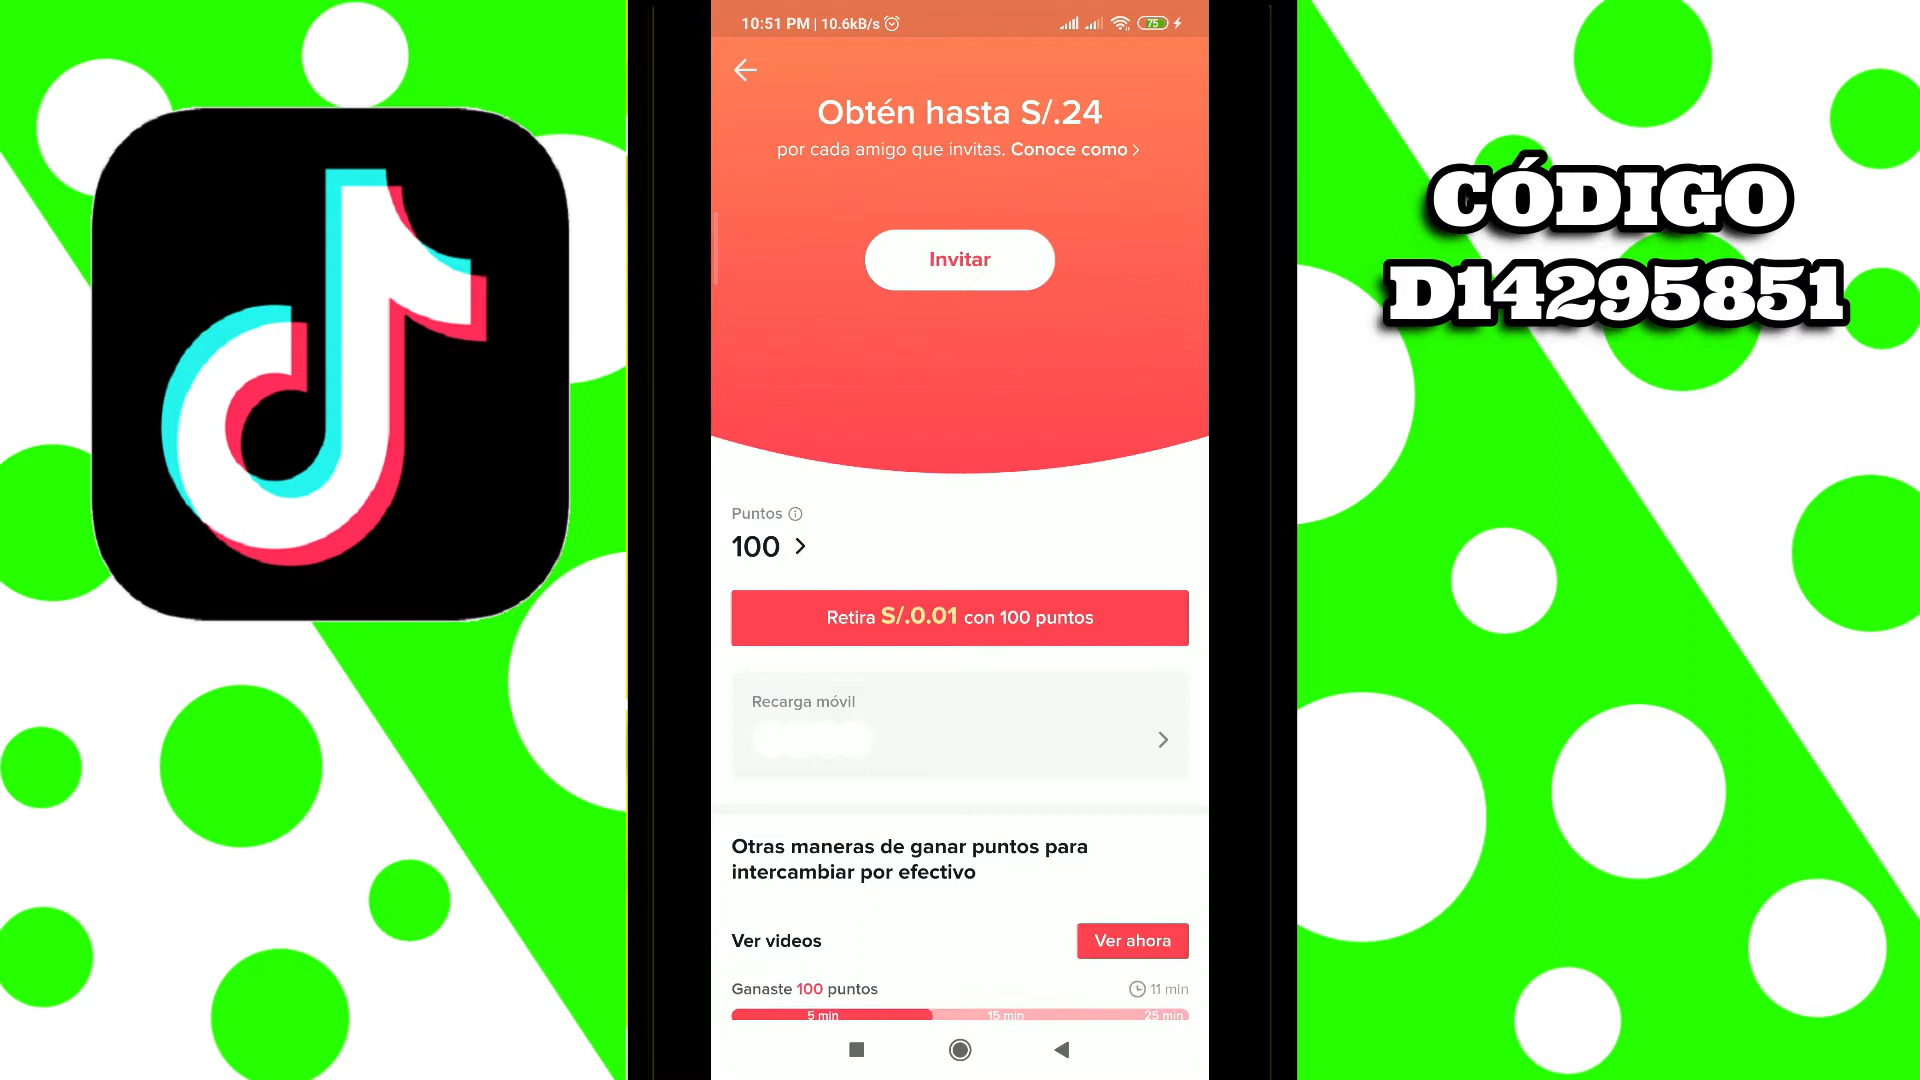 10:51 PM | 10.6kB/s
75
Obtén hasta S/.24
por cada amigo que invitas. Conoce como >
Invitar
CÓDIGO
D14295851
Puntos
100 >
Retira S/.0.01 con 100 puntos
Recarga móvil
Otras maneras de ganar puntos para
intercambiar por efectivo
Ver videos
Ver ahora
Ganaste 100 puntos
11 min
5 min 15 min 25 min